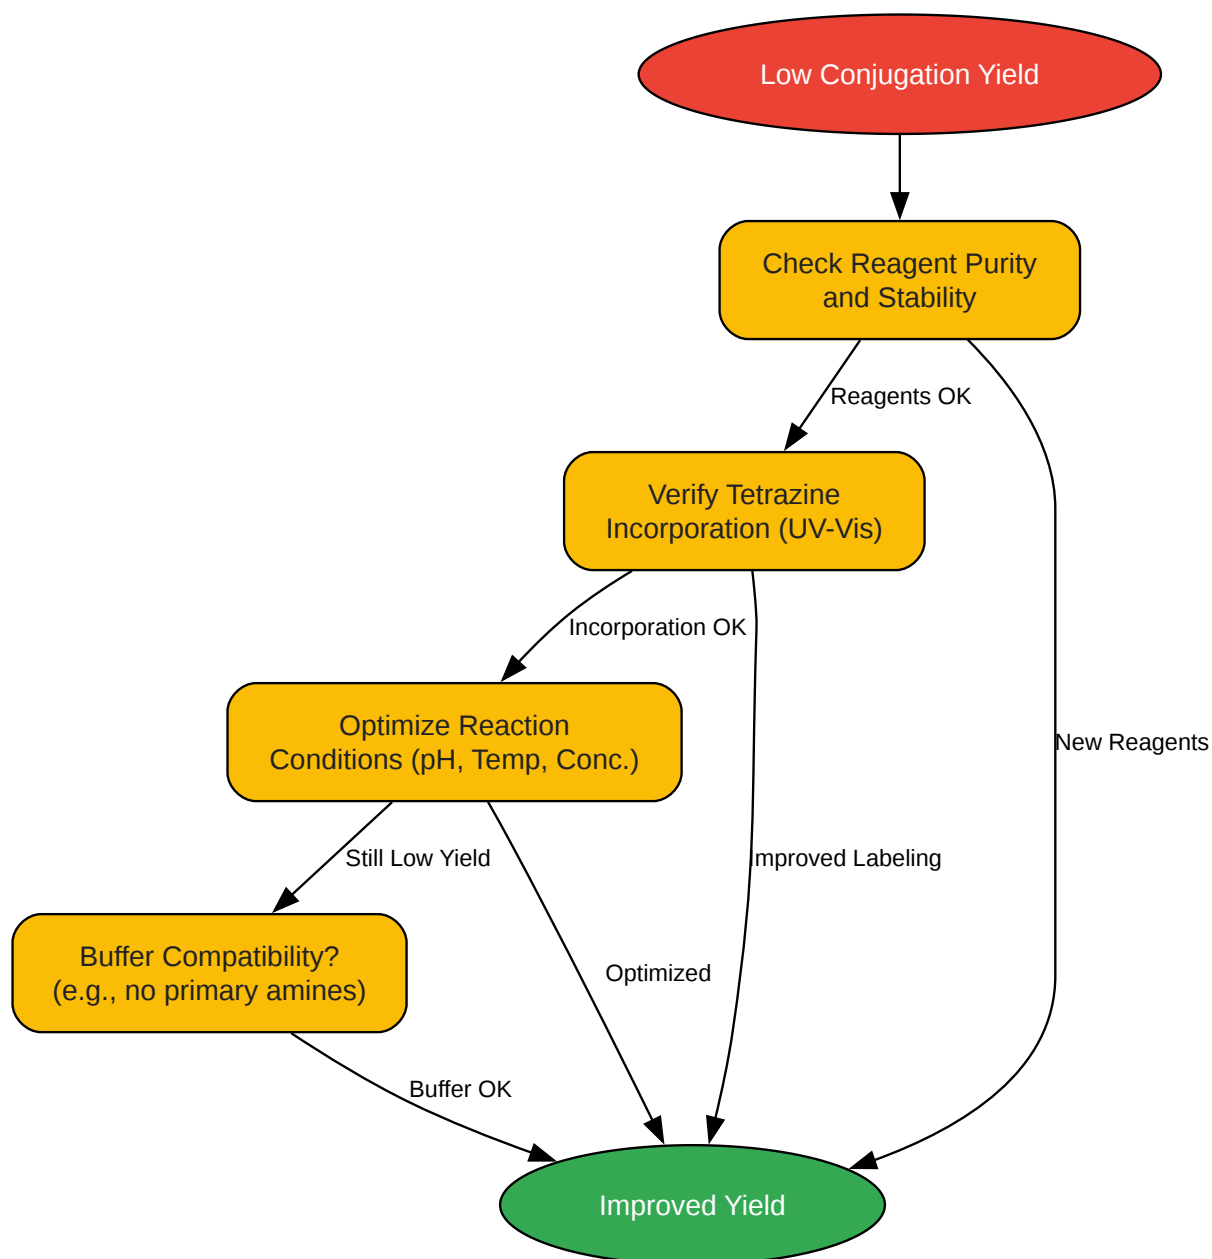 Low Conjugation Yield
Check Reagent Purity
and Stability
Reagents OK
Verify Tetrazine
Incorporation (UV-Vis)
Incorporation OK
Optimize Reaction
Conditions (pH, Temp, Conc.)
New Reagents
Still Low Yield
Improved Labeling
Buffer Compatibility?
(e.g., no primary amines)
Optimized
Buffer OK
Improved Yield